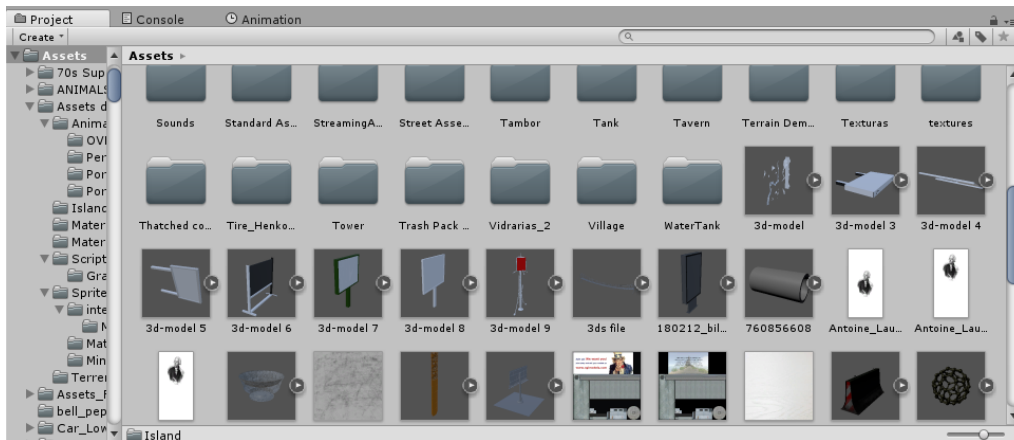 Project
Console
Animation
Create
Assets
70s Sup
ANIMALS
Assets d
Anima
OVI
Per
Por
Por
Island
Mater
Mater
Script
Gra
Sprite
inte
Mat
Min
Terrer
Assets_F
bell_pep
Car_Low
Assets
Sounds Standard As... StreamingA... Street Asse... Tambor Tank Tavern Terrain Dem... Texturas textures
Thatched co... Tire_Henko... Tower Trash Pack ... Vidrarias_2 Village WaterTank 3d-model 3d-model 3 3d-model 4
3d-model 5 3d-model 6 3d-model 7 3d-model 8 3d-model 9 3ds file 180212_bil... 760856608 Antoine_Lau... Antoine_Lau...
Island